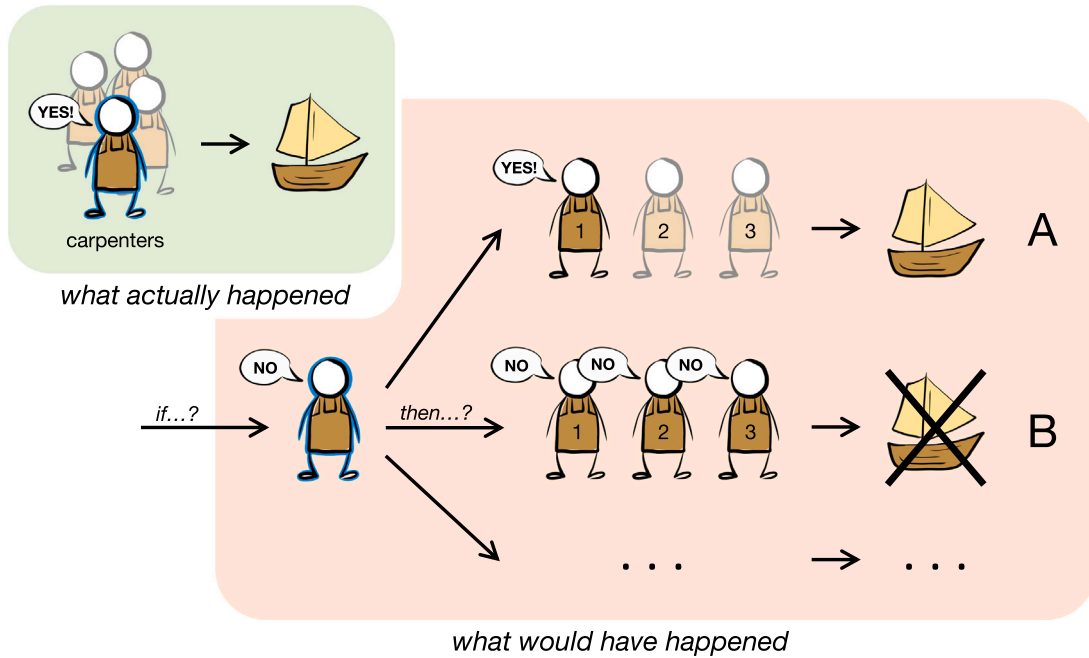 YES!
carpenters
what actually happened
YES!
1 2 3
A
NO
if...?
then...?
NO NO NO
1 2 3
B
. . .
. . .
what would have happened